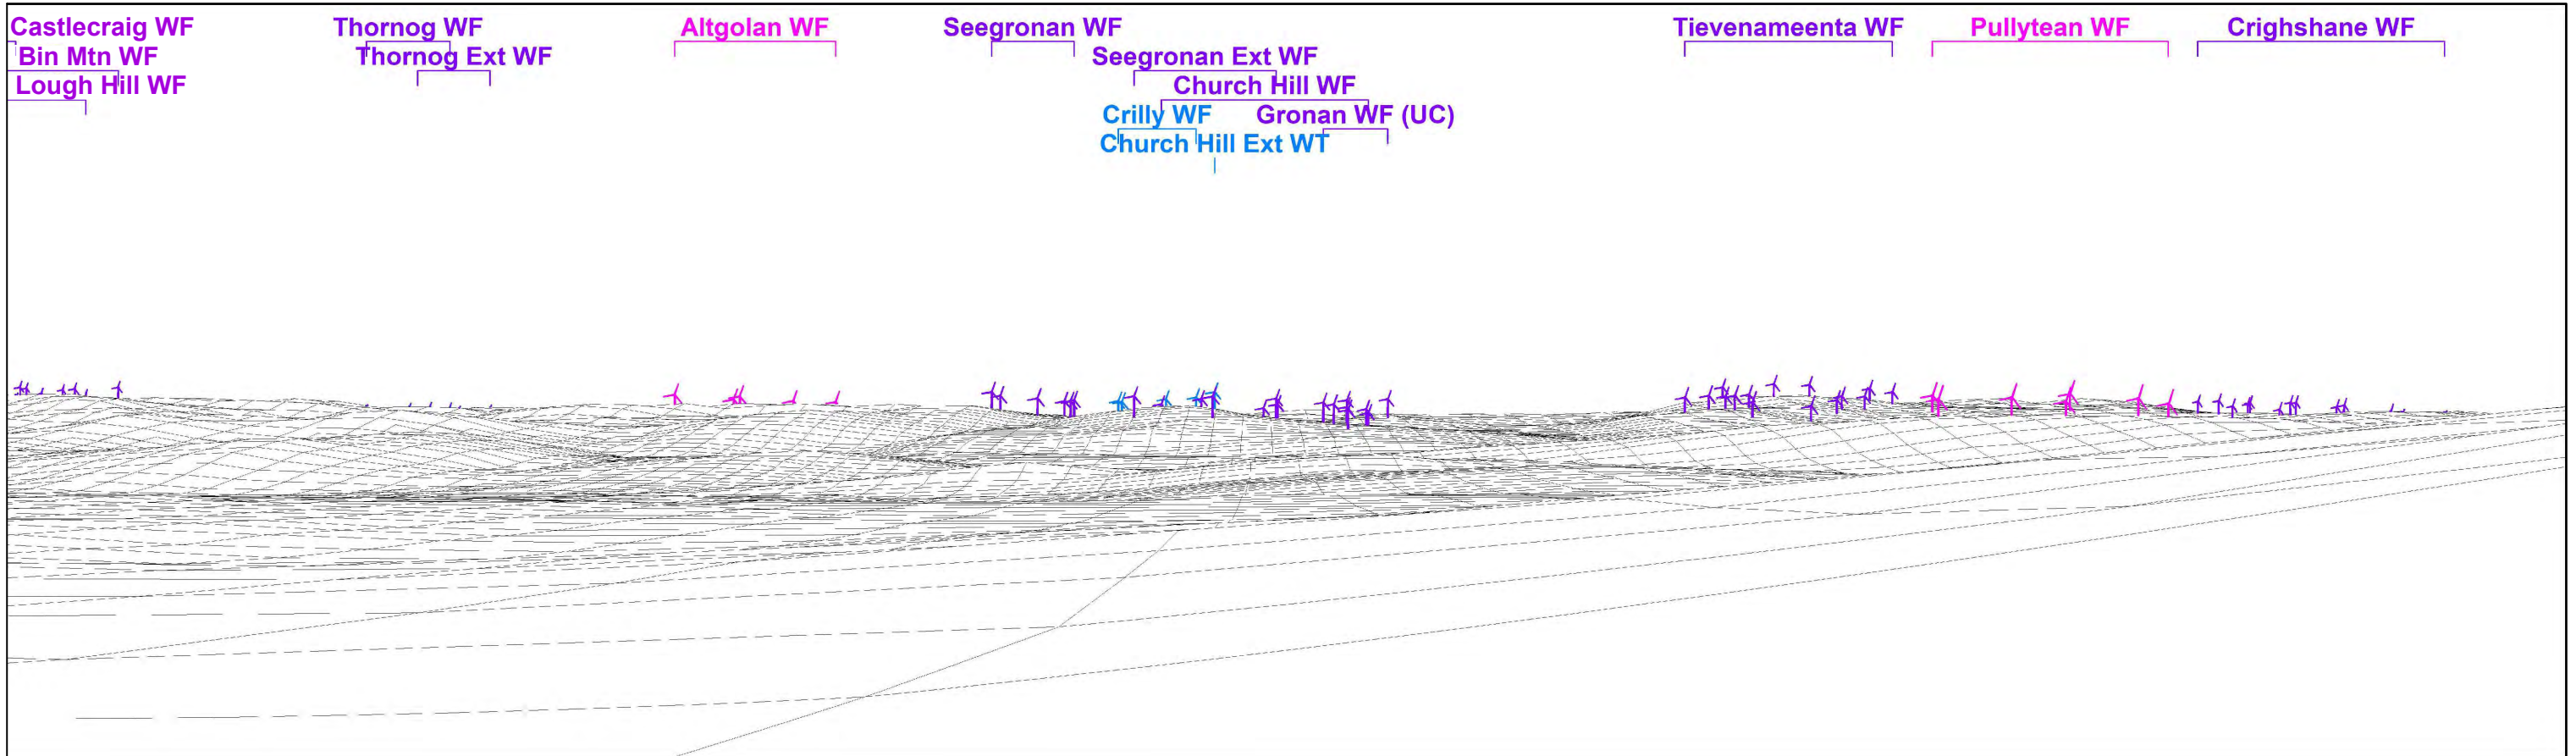 Castlecraig WF
Thornog WF
Altgolan WF
Seegronan WF
Tievenameenta WF
Pullytean WF
Crighshane WF
Bin Mtn WF
Thornog Ext WF
Seegronan Ext WF
Lough Hill WF
Church Hill WF
Crilly WF
Gronan WF (UC)
Church Hill Ext WT